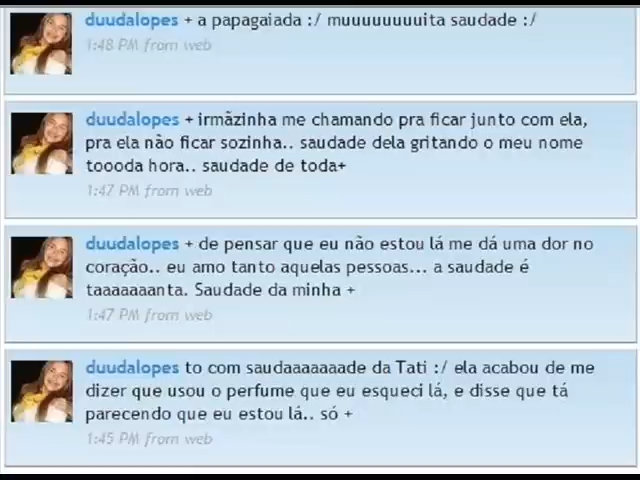 duudalopes + a papagaiada :/ muuuuuuuuita saudade :/
1:48 PM from web
duudalopes + irmãzinha me chamando pra ficar junto com ela,
pra ela não ficar sozinha.. saudade dela gritando o meu nome
toooda hora.. saudade de toda+
1:47 PM from web
duudalopes + de pensar que eu não estou lá me dá uma dor no
coração.. eu amo tanto aquelas pessoas... a saudade é
taaaaaaanta. Saudade da minha +
1:47 PM from web
duudalopes to com saudaaaaaaade da Tati :/ ela acabou de me
dizer que usou o perfume que eu esqueci lá, e disse que tá
parecendo que eu estou lá.. só +
1:45 PM from web